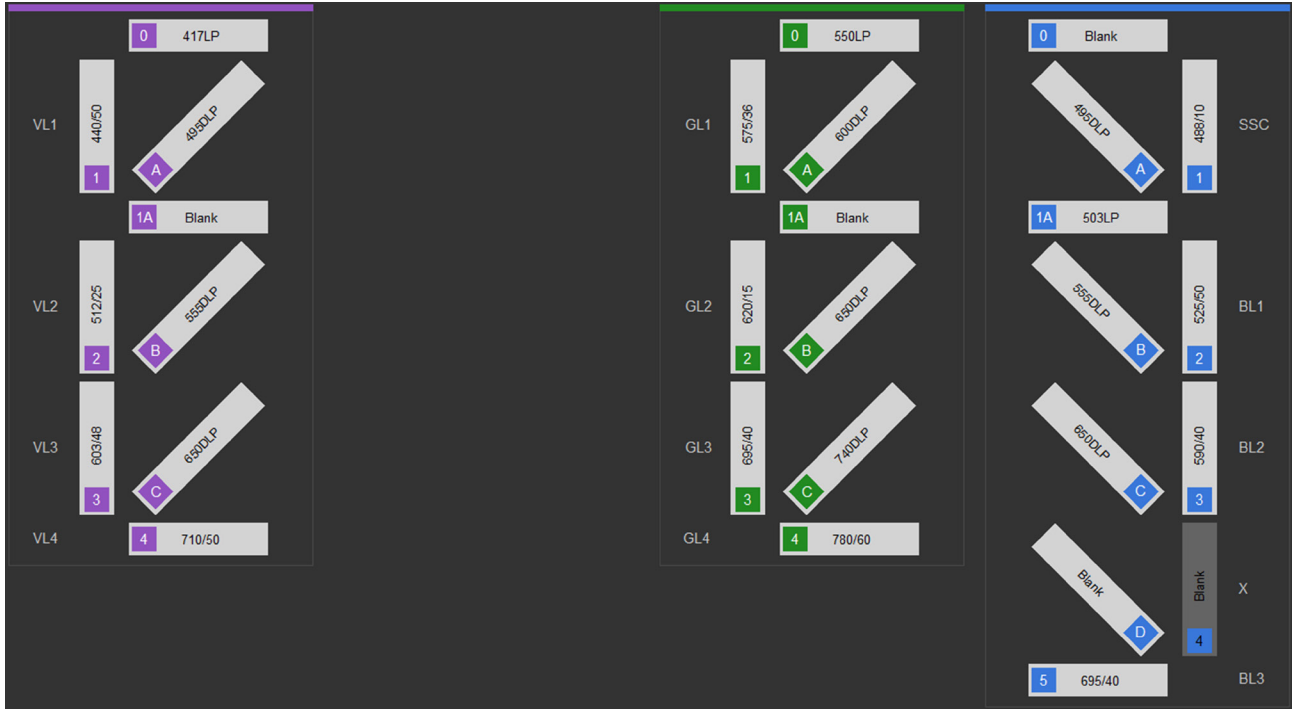 0 417LP
VL1 440/50 1 495DLP A
1A Blank
VL2 512/25 2 555DLP B
VL3 603/48 3 650DLP C
VL4 4 710/50
0 550LP
GL1 575/36 1 600DLP A
1A Blank
GL2 620/15 2 650DLP B
GL3 695/40 3 740DLP C
GL4 4 780/60
0 Blank
495DLP A 488/10 1 SSC
1A 503LP
555DLP B 525/50 2 BL1
650DLP C 590/40 3 BL2
Blank D Blank 4 X
5 695/40 BL3